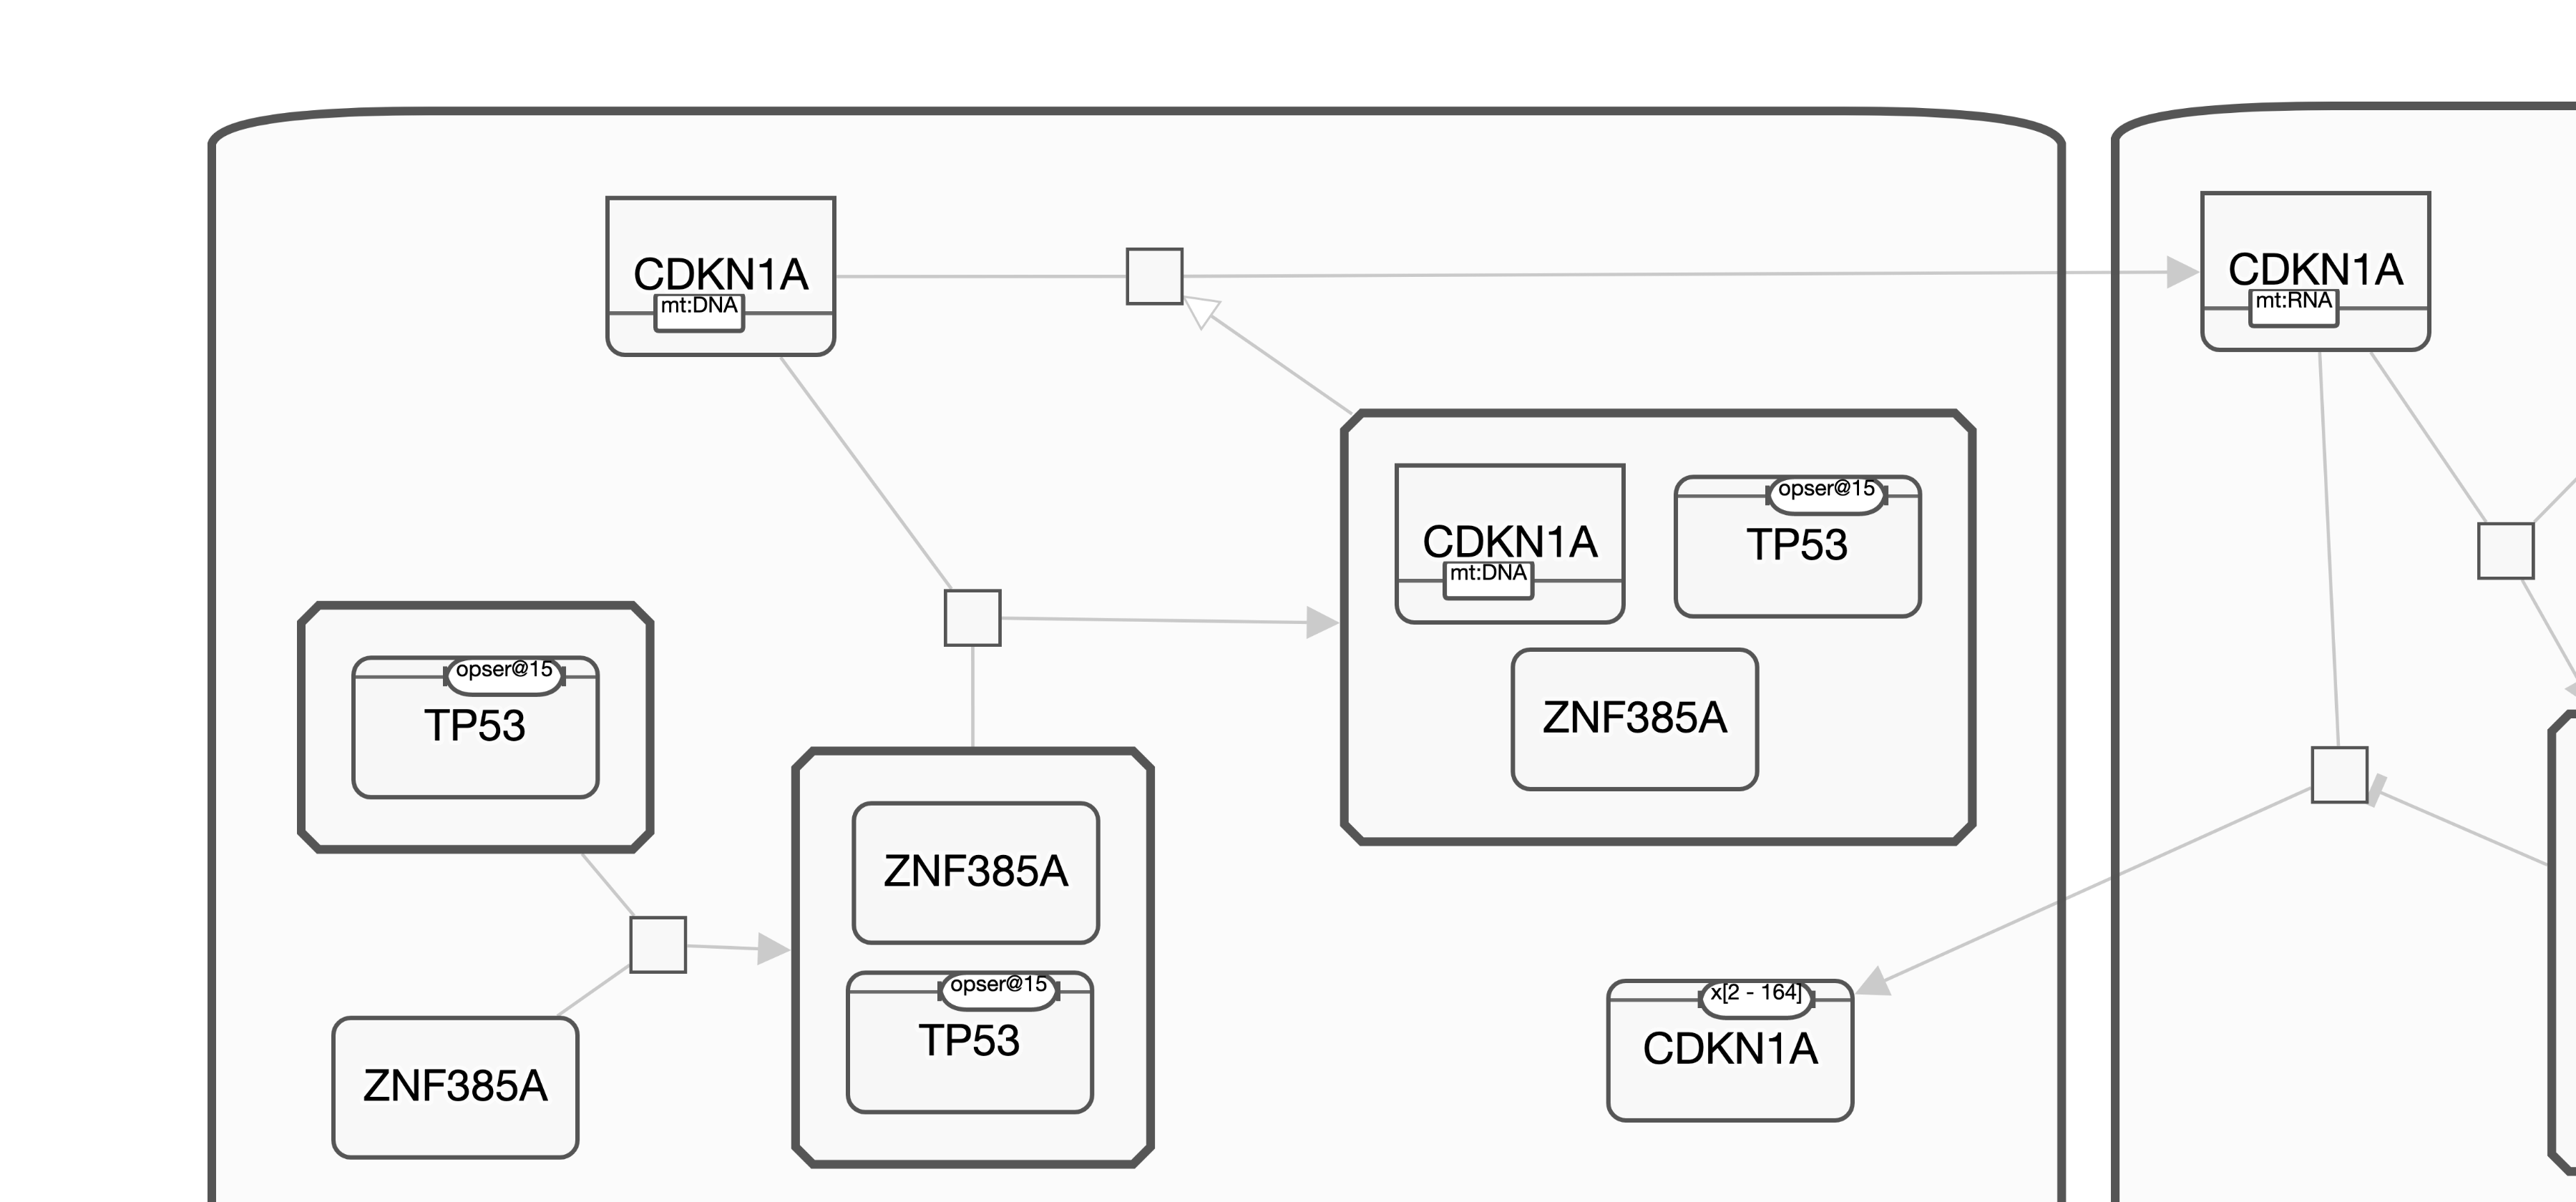 CDKN1A
mt:DNA
CDKN1A
mt:RNA
CDKN1A
mt:DNA
opser@15
TP53
ZNF385A
opser@15
TP53
ZNF385A
ZNF385A
opser@15
TP53
x[2 - 164]
CDKN1A